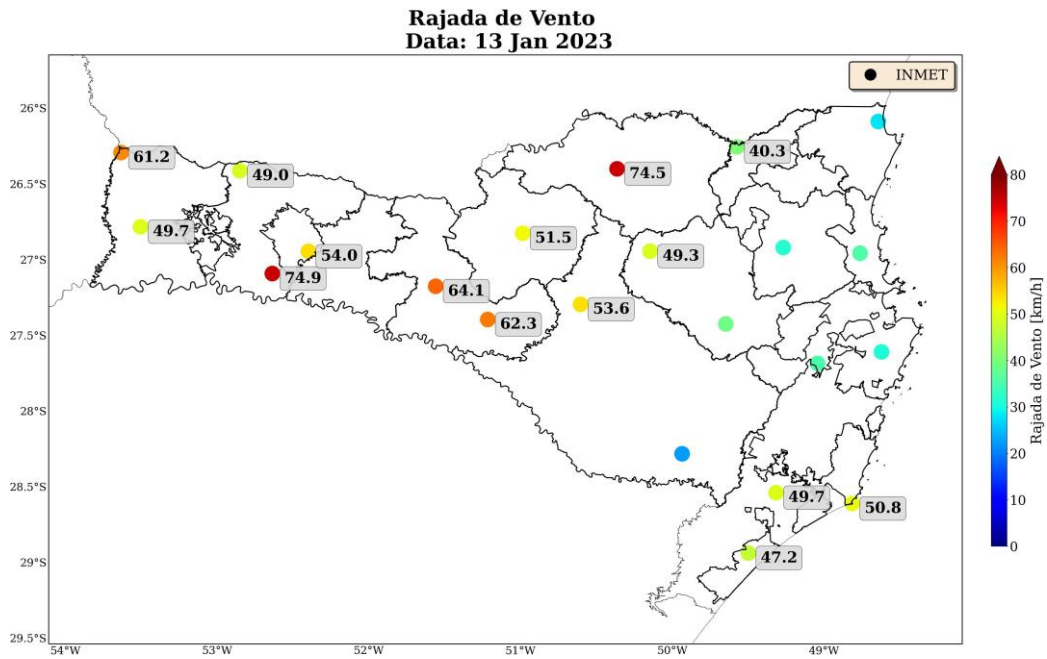 Rajada de Vento
Data: 13 Jan 2023
INMET
26°S
26.5°S
27°S
27.5°S
28°S
28.5°S
29°S
29.5°S
61.2
49.0
40.3
74.5
49.7
54.0
51.5
49.3
74.9
64.1
53.6
62.3
49.7
50.8
47.2
54°W
53°W
52°W
51°W
50°W
49°W
80
70
60
50
40
30
20
10
0
Rajada de Vento [km/h]